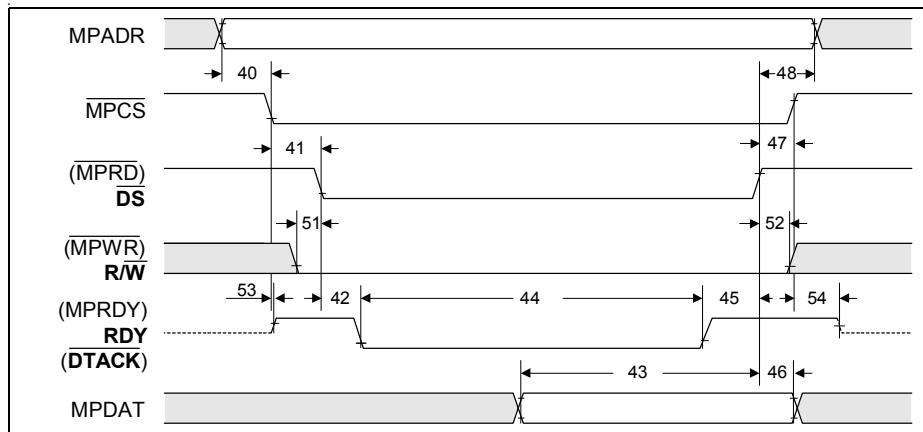 MPADR
40
48
MPCS
41
47
(MPRD)
DS
51
52
(MPWR)
R/W
53
42
44
45
54
(MPRDY)
RDY
(DTACK)
43
46
MPDAT